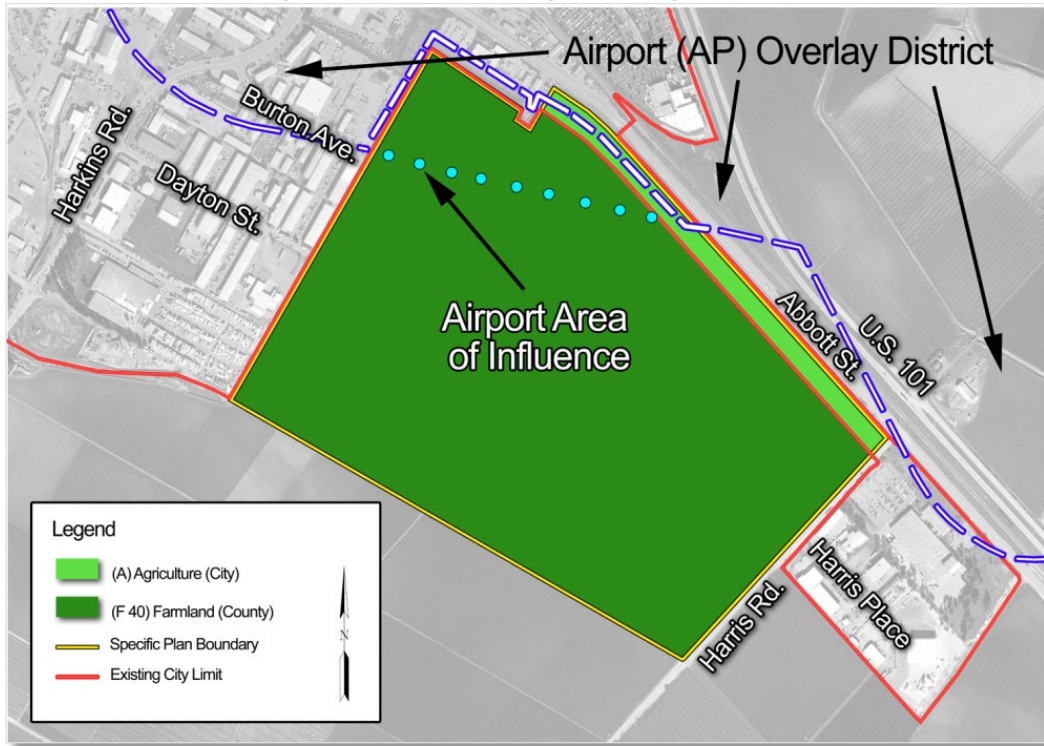 Airport (AP) Overlay District
Burton Ave.
Harkins Rd.
Dayton St.
Airport Area
of Influence
Abbott St.
U.S. 101
Harris Rd.
Harris Place
Legend
(A) Agriculture (City)
(F 40) Farmland (County)
Specific Plan Boundary
Existing City Limit
N